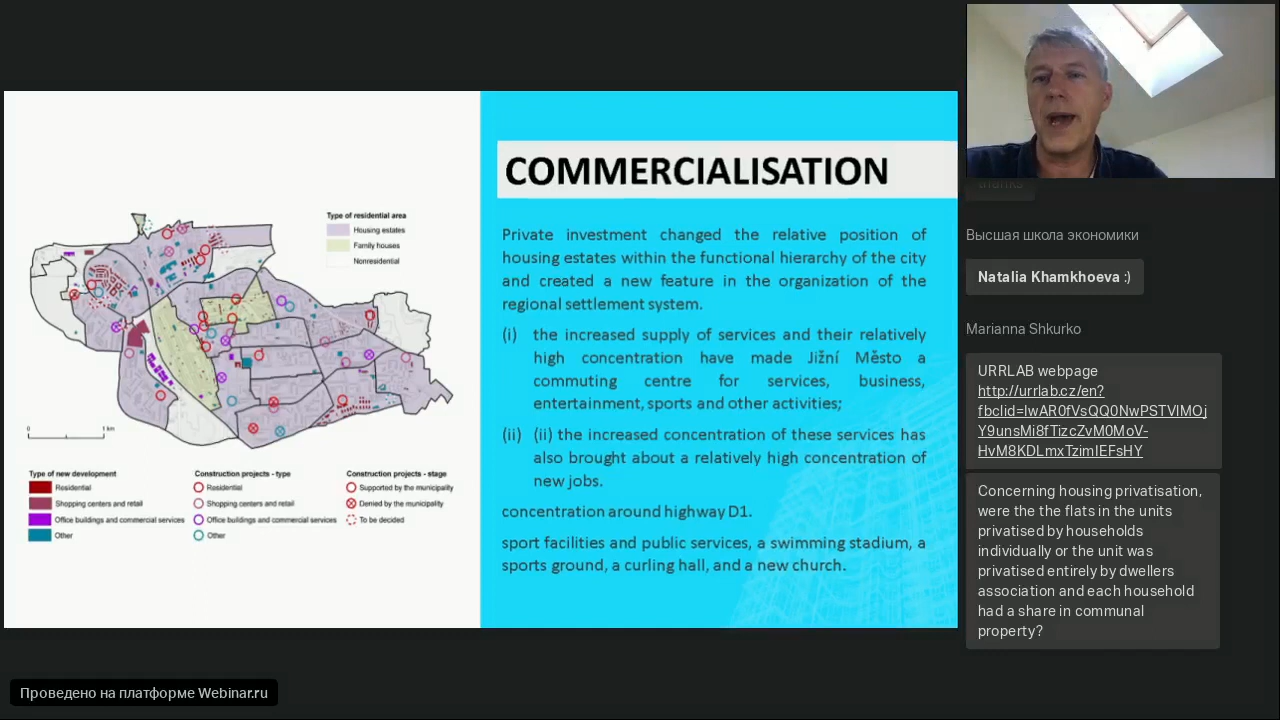 COMMERCIALISATION
Private investment changed the relative position of
housing estates within the functional hierarchy of the city
and created a new feature in the organization of the
regional settlement system.
(i) the increased supply of services and their relatively
high concentration have made Jižní Město a
commuting centre for services, business,
entertainment, sports and other activities;
(ii) (ii) the increased concentration of these services has
also brought about a relatively high concentration of
new jobs.
concentration around highway D1.
sport facilities and public services, a swimming stadium, a
sports ground, a curling hall, and a new church.
Type of residential area
Housing estates
Family houses
Nonresidential
0 1 km
Type of new development
Residential
Shopping centers and retail
Office buildings and commercial services
Other
Construction projects - type
Residential
Shopping centers and retail
Office buildings and commercial services
Other
Construction projects - stage
Supported by the municipality
Denied by the municipality
To be decided
Высшая школа экономики
Natalia Khamkhoeva :)
Marianna Shkurko
URRLAB webpage
http://urrlab.cz/en?
fbclid=IwAR0fVsQQ0NwPSTVIMOj
Y9unsMi8fTizcZvM0MoV-
HvM8KDLmxTzimIEFsHY
Concerning housing privatisation,
were the the flats in the units
privatised by households
individually or the unit was
privatised entirely by dwellers
association and each household
had a share in communal
property?
Проведено на платформе Webinar.ru